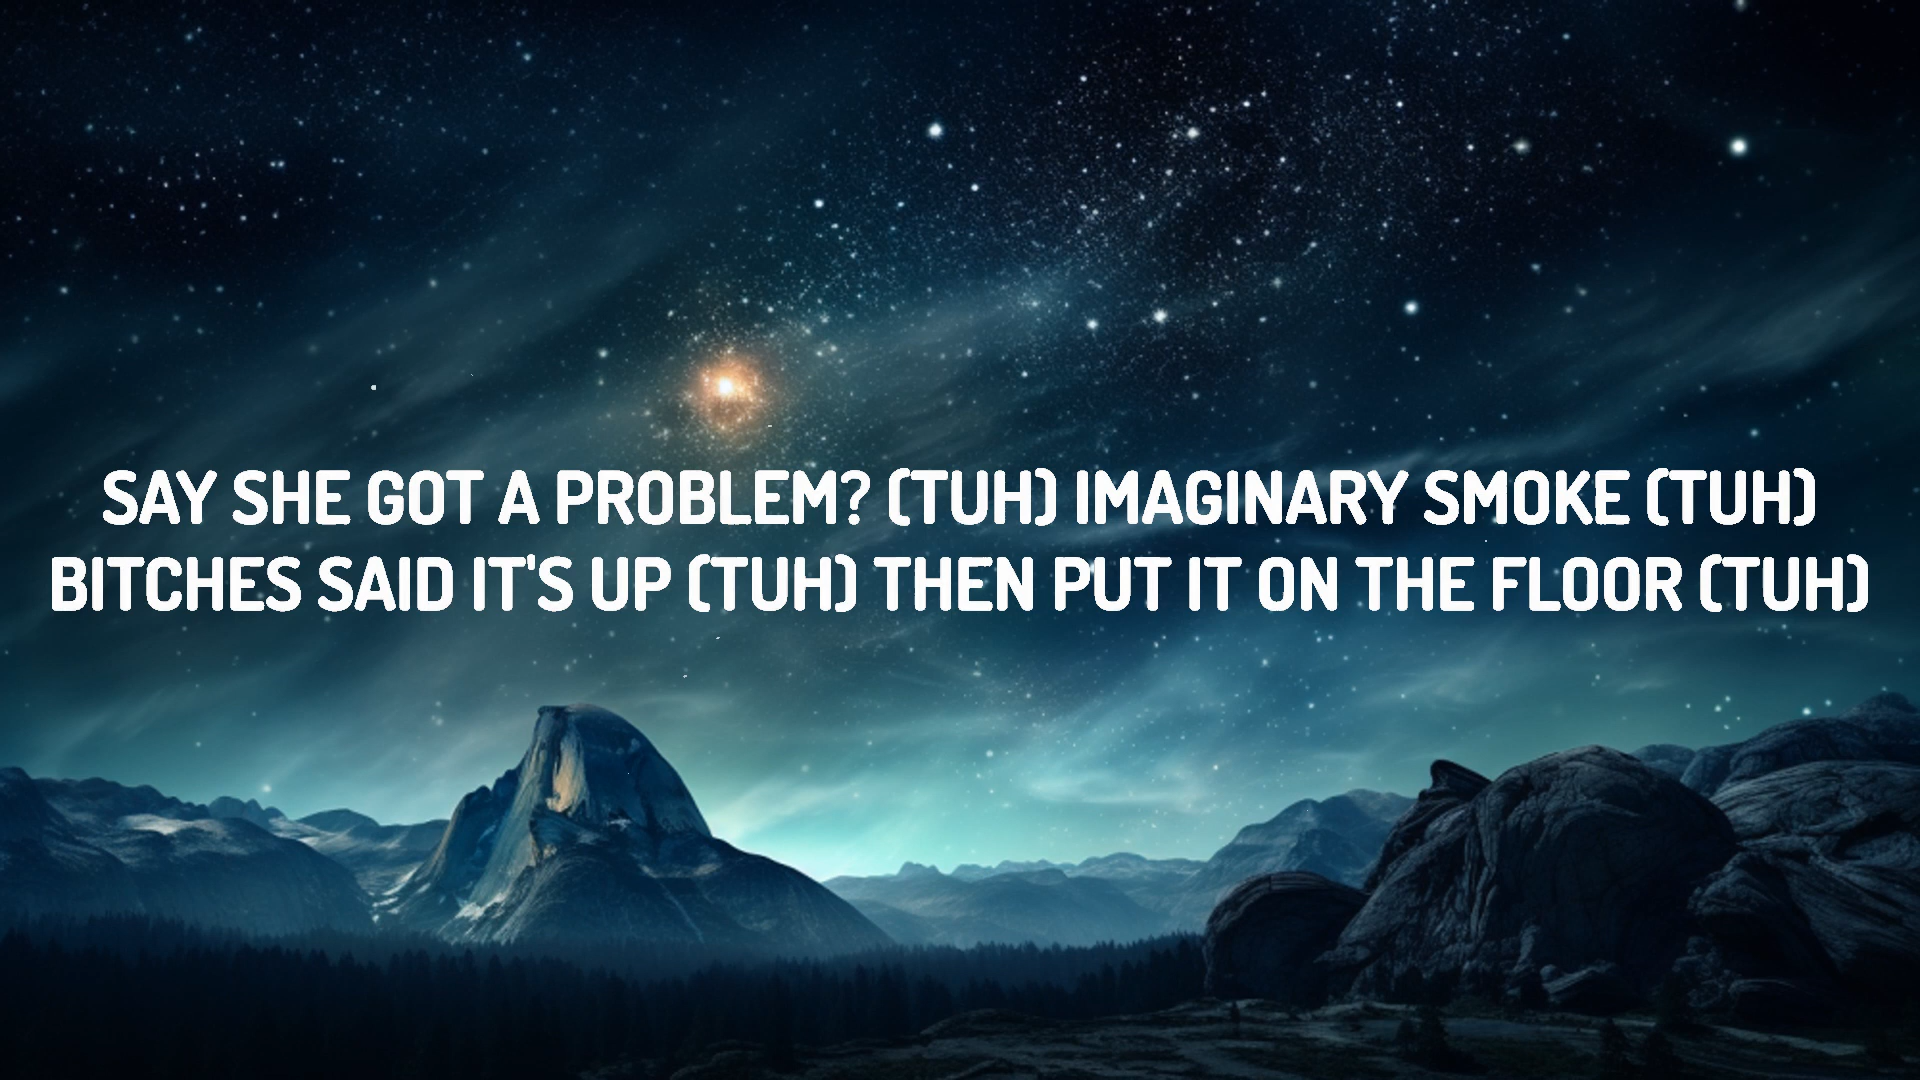 SAY SHE GOT A PROBLEM? (TUH) IMAGINARY SMOKE (TUH)
BITCHES SAID IT'S UP (TUH) THEN PUT IT ON THE FLOOR (TUH)